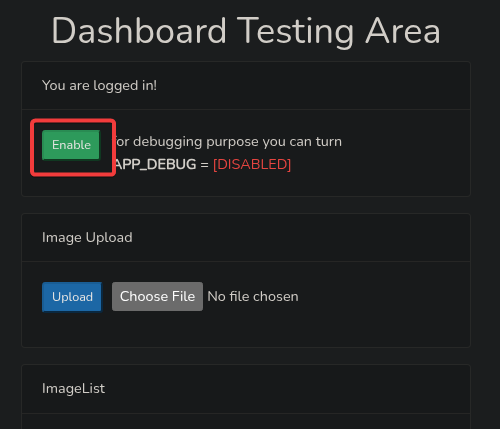 Dashboard Testing Area
You are logged in!
Enable
for debugging purpose you can turn
APP_DEBUG = [DISABLED]
Image Upload
Upload Choose File No file chosen
ImageList